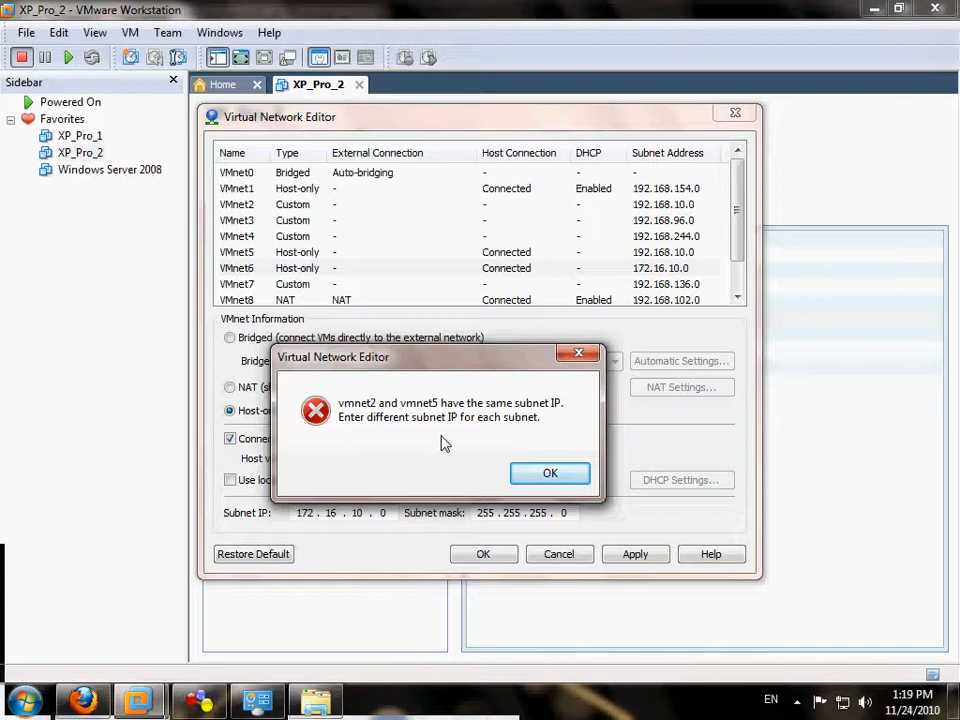 XP_Pro_2 - VMware Workstation
File Edit View VM Team Windows Help
Sidebar
Home
XP_Pro_2
Powered On
Favorites
XP_Pro_1
XP_Pro_2
Windows Server 2008
Virtual Network Editor
Name Type External Connection Host Connection DHCP Subnet Address
VMnet0 Bridged Auto-bridging - - -
VMnet1 Host-only - Connected Enabled 192.168.154.0
VMnet2 Custom - - - 192.168.10.0
VMnet3 Custom - - - 192.168.96.0
VMnet4 Custom - - - 192.168.244.0
VMnet5 Host-only - Connected - 192.168.10.0
VMnet6 Host-only - Connected - 172.16.10.0
VMnet7 Custom - - - 192.168.136.0
VMnet8 NAT NAT Connected Enabled 192.168.102.0
VMnet Information
Bridged (connect VMs directly to the external network)
Automatic Settings...
NAT Settings...
Virtual Network Editor
vmnet2 and vmnet5 have the same subnet IP.
Enter different subnet IP for each subnet.
OK
Host v
Use loc
DHCP Settings...
Subnet IP: 172 . 16 . 10 . 0 Subnet mask: 255 . 255 . 255 . 0
Restore Default OK Cancel Apply Help
EN
1:19 PM
11/24/2010